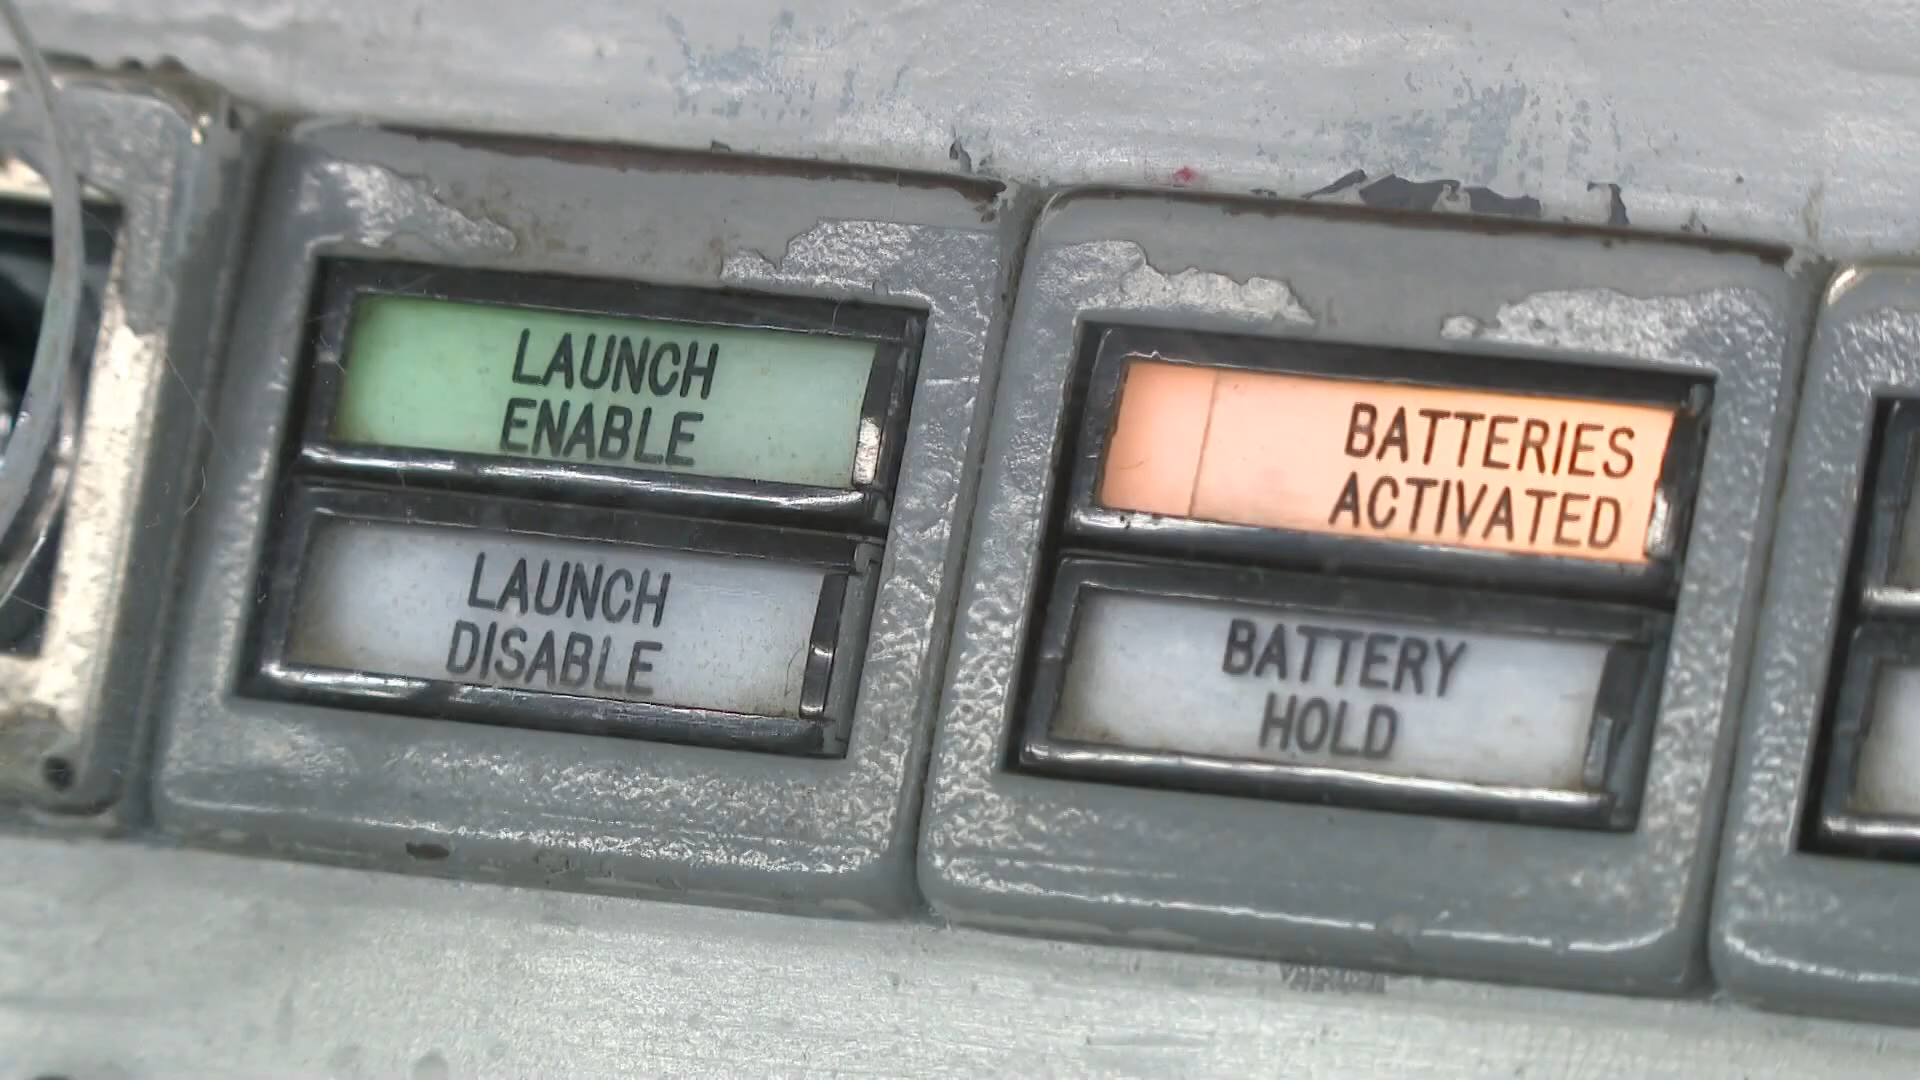 LAUNCH
ENABLE
LAUNCH
DISABLE
BATTERIES
ACTIVATED
BATTERY
HOLD